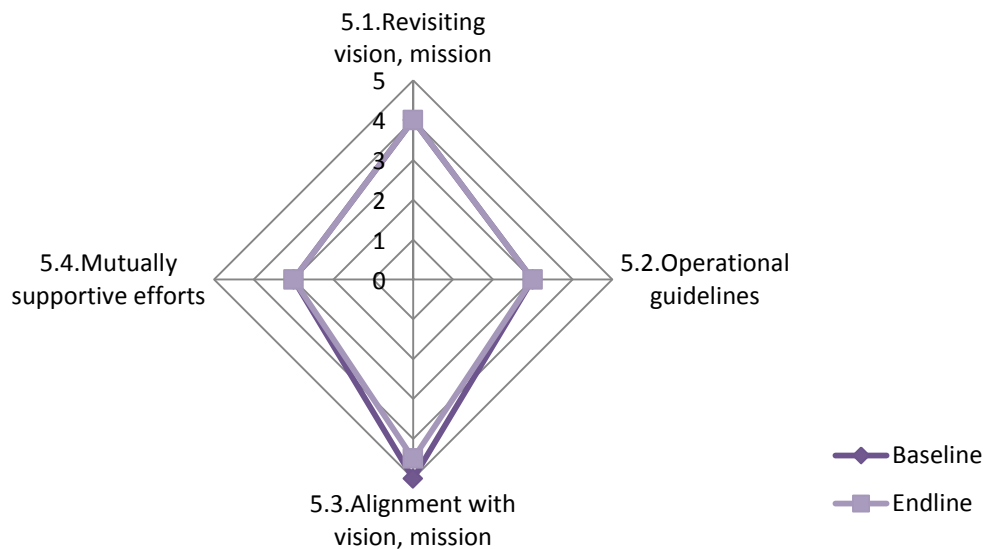 5.1.Revisiting
vision, mission
5
4
3
2
1
0
5.4.Mutually
supportive efforts
5.2.Operational
guidelines
5.3.Alignment with
vision, mission
Baseline
Endline